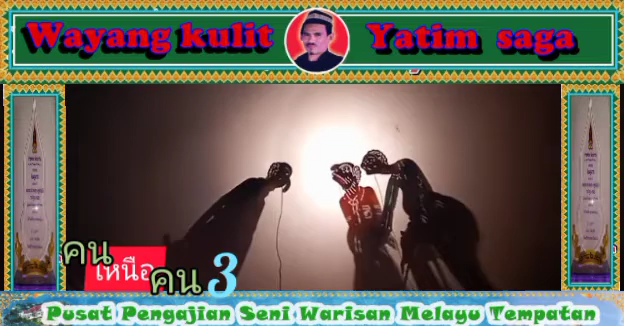 Wayang kulit Yatim saga
คน
เหนือ
คน 3
Pusat Pengajian Seni Warisan Melayu Tempatan